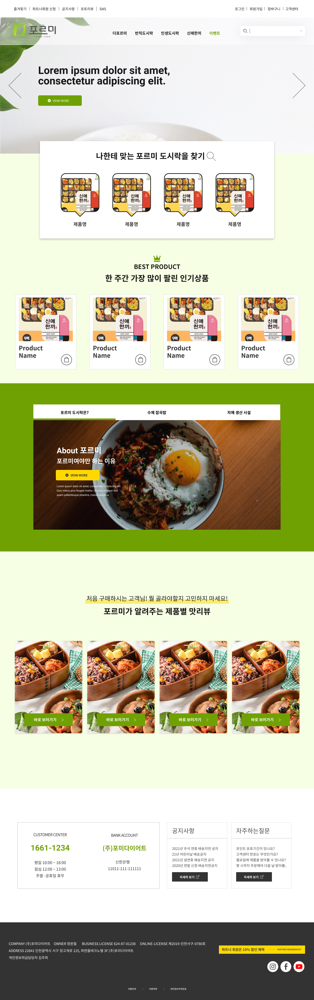 즐겨찾기 | 파트너회원 신청 | 공지사항 | 포토리뷰 | SNS
로그인 | 회원가입 | 장바구니 | 고객센터
포르미
FORME FOOD
더포르미 반칙도시락 인생도시락 신애한끼 이벤트
Lorem ipsum dolor sit amet,
consectetur adipiscing elit.
VEIW MORE
나한테 맞는 포르미 도시락을 찾기
신애 한끼
신애 한끼
신애 한끼
신애 한끼
제품명 제품명 제품명 제품명
BEST PRODUCT
한 주간 가장 많이 팔린 인기상품
신애 한끼 9팩
신애 한끼 9팩
신애 한끼 9팩
신애 한끼 9팩
Product Name
Product Name
Product Name
Product Name
포르미 도시락은? 수제 잡곡밥 자체 생산 시설
About 포르미
포르미여야만 하는 이유
VEIW MORE
Lorem ipsum dolor sit amet, consectetur adipiscing elit.
Quis metus arcu feugiat mattis. Ut nunc volutpat sed
quam pellentesque pharetra, massa faucibus.
처음 구매하시는 고객님! 뭘 골라야할지 고민하지 마세요!
포르미가 알려주는 제품별 맛리뷰
바로 보러가기 바로 보러가기 바로 보러가기 바로 보러가기
CUSTOMER CENTER
1661-1234
평일 10:00 ~ 18:00
점심 12:00 ~ 13:00
주말·공휴일 휴무
BANK ACCOUNT
(주)포미다이어트
신한은행
11011-111-111111
공지사항
2021년 추석 연휴 배송지연 공지
21년 어린이날 배송공지
2021년 설연휴 배송지연 공지
2020년 연말 신정 배송지연공지
자세히 보기
자주하는질문
포인트 유효기간이 있나요?
고객센터 번호는 무엇인가요?
월요일에 제품을 받아볼 수 있나요?
몇 시까지 주문해야 다음 날 받아볼..
자세히 보기
COMPANY (주)포미다이어트 OWNER 정원철 BUSINESS LICENSE 624-87-01238 ONLINE-LICENSE 제2019-인천서구-0780호
ADDRESS 22841 인천광역시 서구 장고개로 125, 파란들테크노텔 3F (주)포미다이어트
개인정보취급담당자 김주희
파트너 회원은 10% 할인 혜택 PARTNER MEMBERSHIP
이용안내 | 이용약관 | 개인정보처리방침